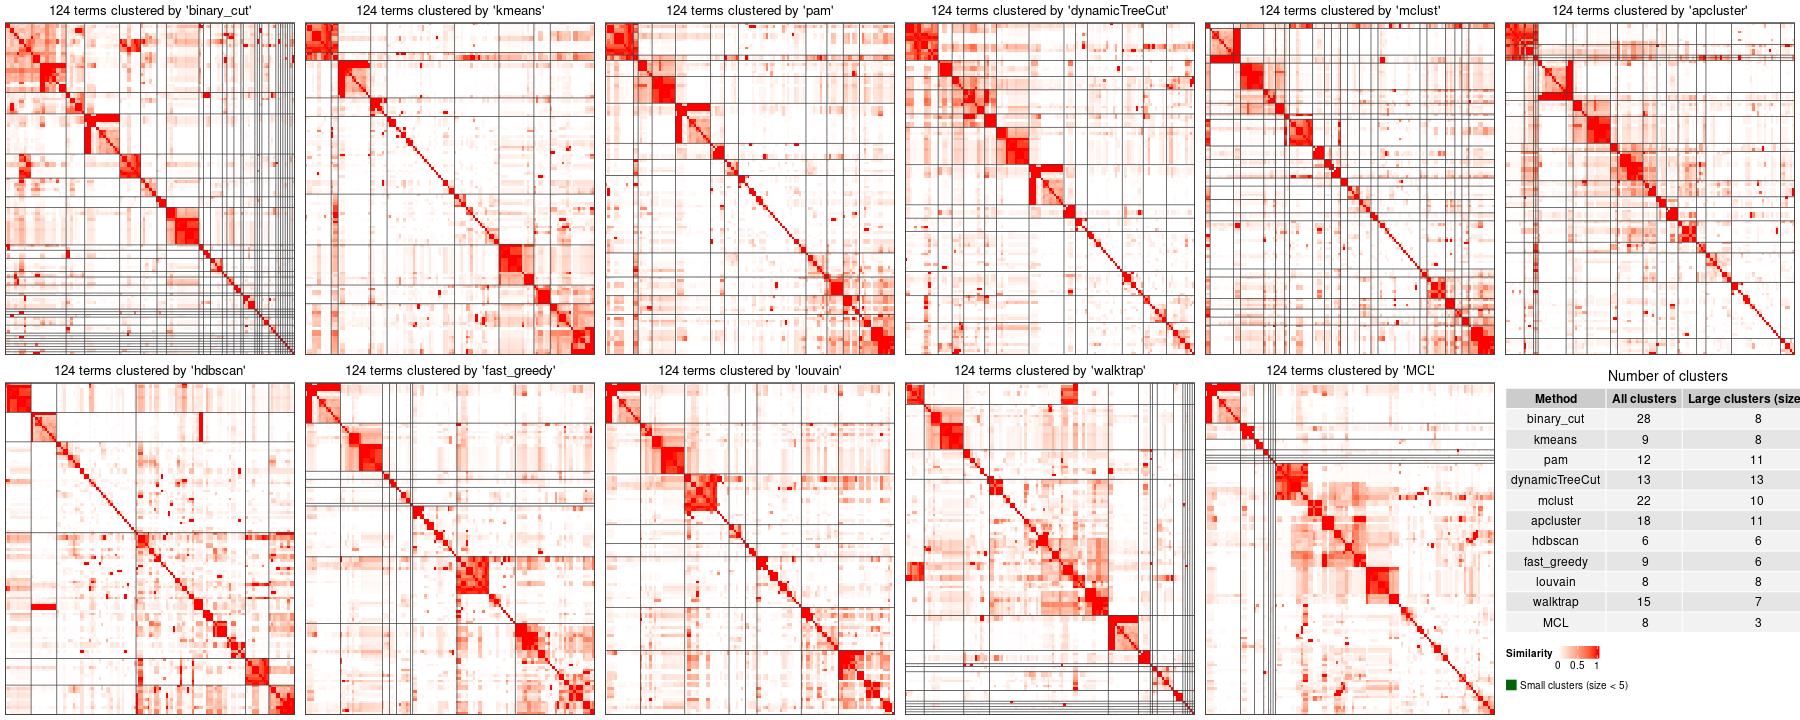 124 terms clustered by 'binary_cut'
124 terms clustered by 'kmeans'
124 terms clustered by 'pam'
124 terms clustered by 'dynamicTreeCut'
124 terms clustered by 'mclust'
124 terms clustered by 'apcluster'
124 terms clustered by 'hdbscan'
124 terms clustered by 'fast_greedy'
124 terms clustered by 'louvain'
124 terms clustered by 'walktrap'
124 terms clustered by 'MCL'
Number of clusters
Method All clusters Large clusters (size
binary_cut 28 8
kmeans 9 8
pam 12 11
dynamicTreeCut 13 13
mclust 22 10
apcluster 18 11
hdbscan 6 6
fast_greedy 9 6
louvain 8 8
walktrap 15 7
MCL 8 3
Similarity
0 0.5 1
Small clusters (size < 5)